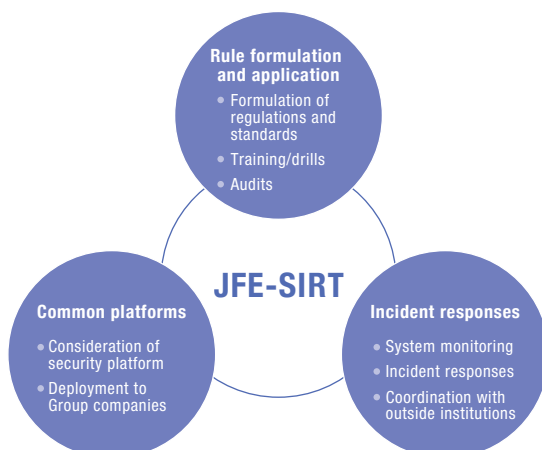 Rule formulation
and application
• Formulation of
regulations and
standards
• Training/drills
• Audits
JFE-SIRT
Common platforms
• Consideration of
security platform
• Deployment to
Group companies
Incident responses
• System monitoring
• Incident responses
• Coordination with
outside institutions